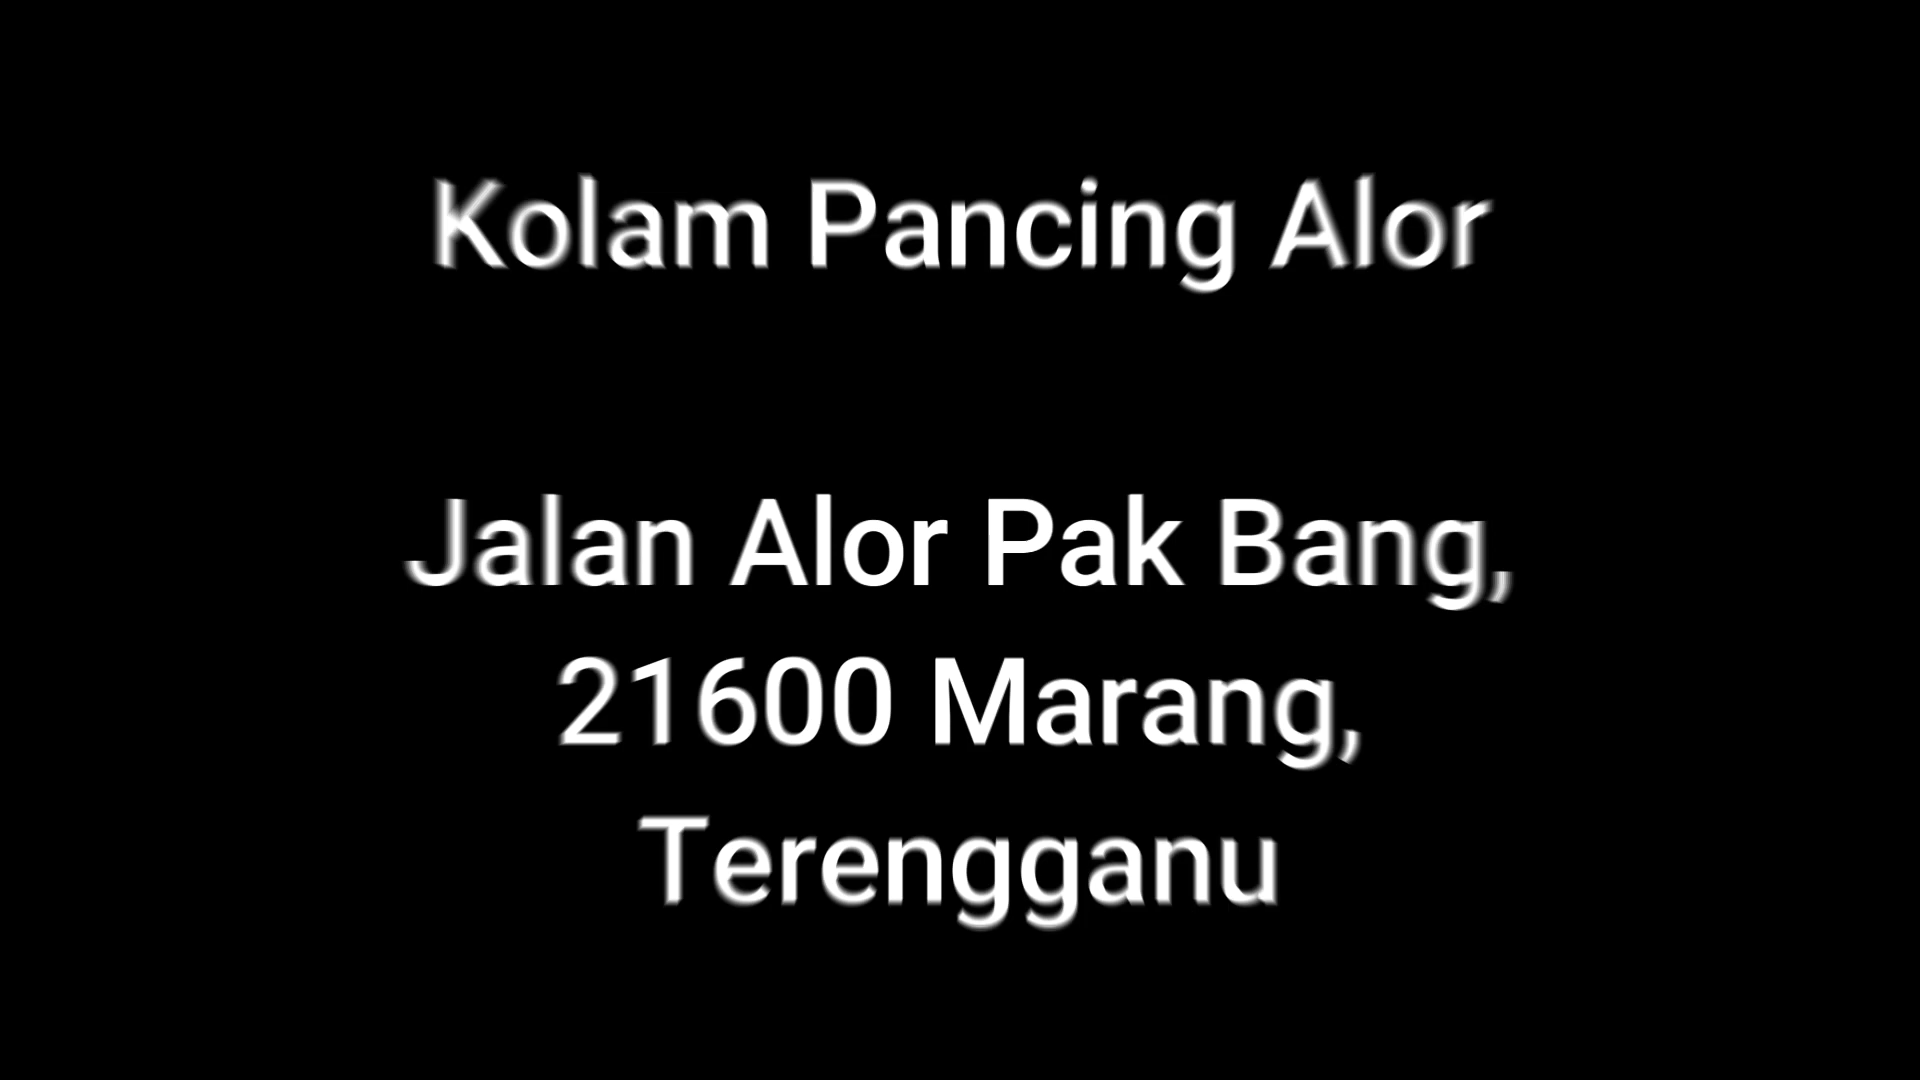 Kolam Pancing Alor
Jalan Alor Pak Bang,
21600 Marang,
Terengganu